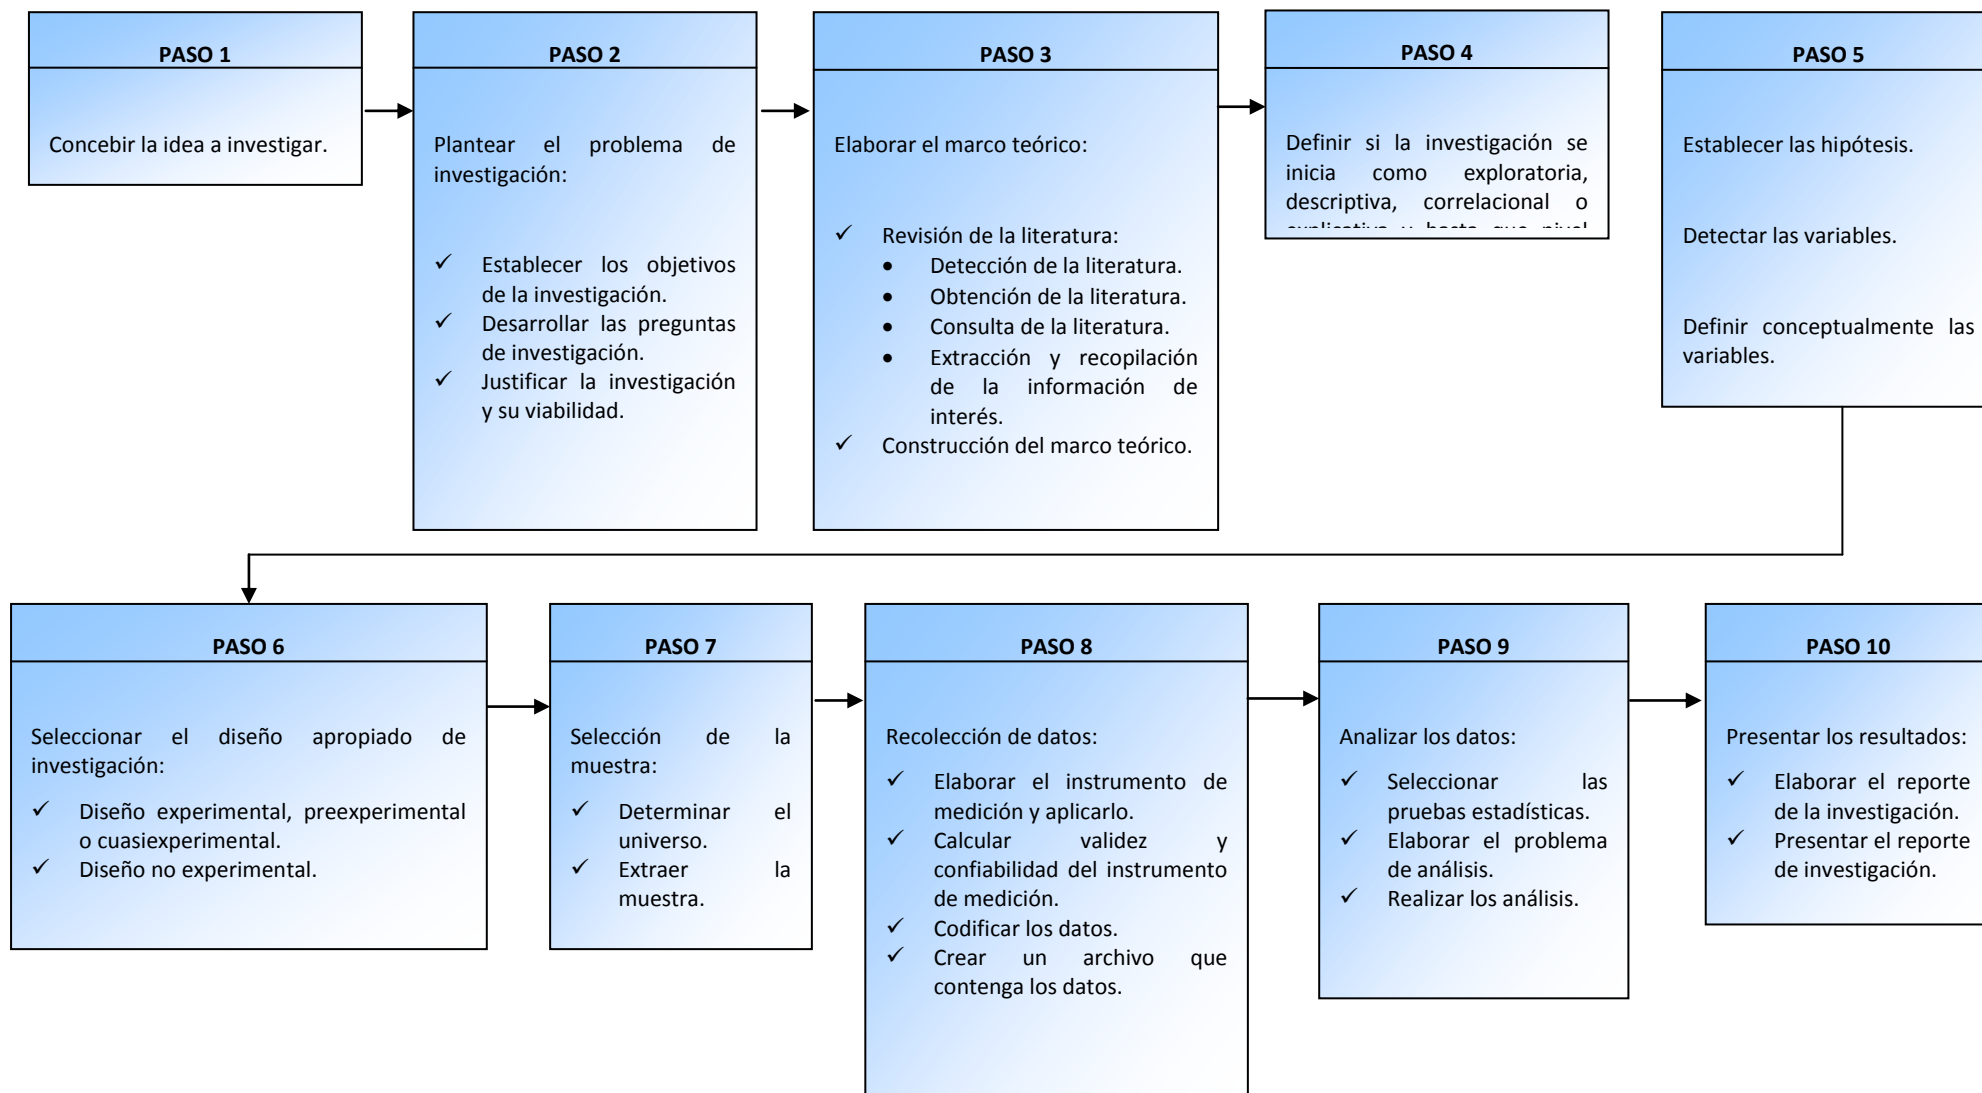 PASO 1
Concebir la idea a investigar.
PASO 2
Plantear el problema de
investigación:
✓ Establecer los objetivos
de la investigación.
✓ Desarrollar las preguntas
de investigación.
✓ Justificar la investigación
y su viabilidad.
PASO 3
Elaborar el marco teórico:
✓ Revisión de la literatura:
• Detección de la literatura.
• Obtención de la literatura.
• Consulta de la literatura.
• Extracción y recopilación
de la información de
interés.
✓ Construcción del marco teórico.
PASO 4
Definir si la investigación se
inicia como exploratoria,
descriptiva, correlacional o
explicativa y hasta que nivel
PASO 5
Establecer las hipótesis.
Detectar las variables.
Definir conceptualmente las
variables.
PASO 6
Seleccionar el diseño apropiado de
investigación:
✓ Diseño experimental, preexperimental
o cuasiexperimental.
✓ Diseño no experimental.
PASO 7
Selección de la
muestra:
✓ Determinar el
universo.
✓ Extraer la
muestra.
PASO 8
Recolección de datos:
✓ Elaborar el instrumento de
medición y aplicarlo.
✓ Calcular validez y
confiabilidad del instrumento
de medición.
✓ Codificar los datos.
✓ Crear un archivo que
contenga los datos.
PASO 9
Analizar los datos:
✓ Seleccionar las
pruebas estadísticas.
✓ Elaborar el problema
de análisis.
✓ Realizar los análisis.
PASO 10
Presentar los resultados:
✓ Elaborar el reporte
de la investigación.
✓ Presentar el reporte
de investigación.